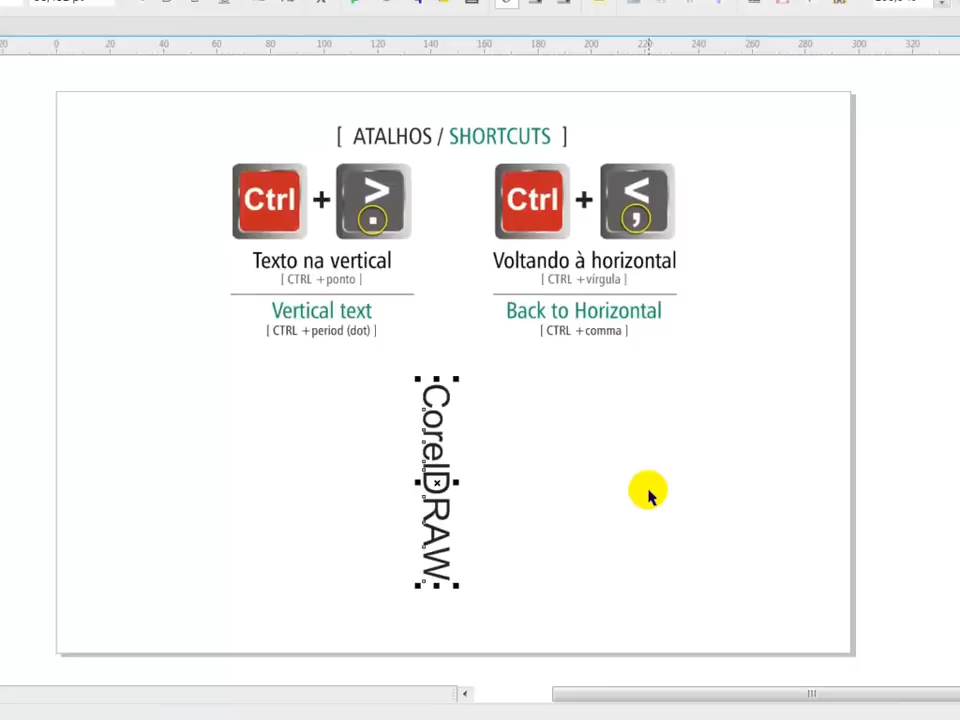 0 20 40 60 80 100 120 140 160 180 200 220 240 260 280 300 320
[ ATALHOS / SHORTCUTS ]
Ctrl + > . Ctrl + < ,
Texto na vertical
[ CTRL + ponto ]
Vertical text
[ CTRL + period (dot) ]
Voltando à horizontal
[ CTRL + vírgula ]
Back to Horizontal
[ CTRL + comma ]
CorelDRAW